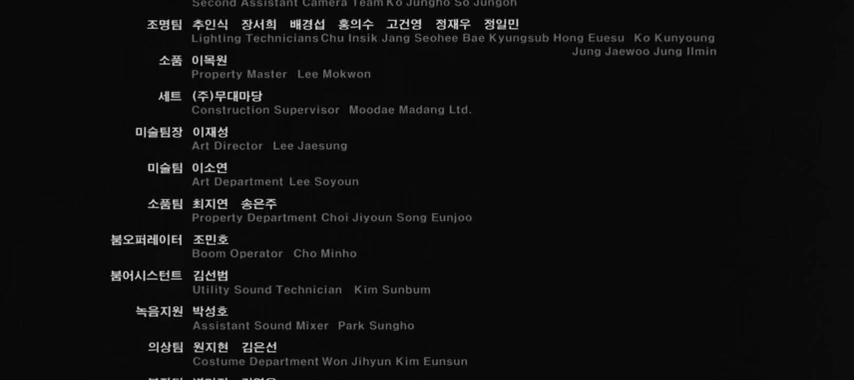 Second Assistant Camera Team Ko Jungho So Jungon
조명팀 추인식 장서희 배경섭 홍의수 고건영 정재우 정일민
Lighting Technicians Chu Insik Jang Seohee Bae Kyungsub Hong Euesu Ko Kunyoung
Jung Jaewoo Jung Ilmin
소품 이목원
Property Master Lee Mokwon
세트 (주)무대마당
Construction Supervisor Moodae Madang Ltd.
미술팀장 이재성
Art Director Lee Jaesung
미술팀 이소연
Art Department Lee Soyoun
소품팀 최지연 송은주
Property Department Choi Jiyoun Song Eunjoo
붐오퍼레이터 조민호
Boom Operator Cho Minho
붐어시스턴트 김선범
Utility Sound Technician Kim Sunbum
녹음지원 박성호
Assistant Sound Mixer Park Sungho
의상팀 원지현 김은선
Costume Department Won Jihyun Kim Eunsun